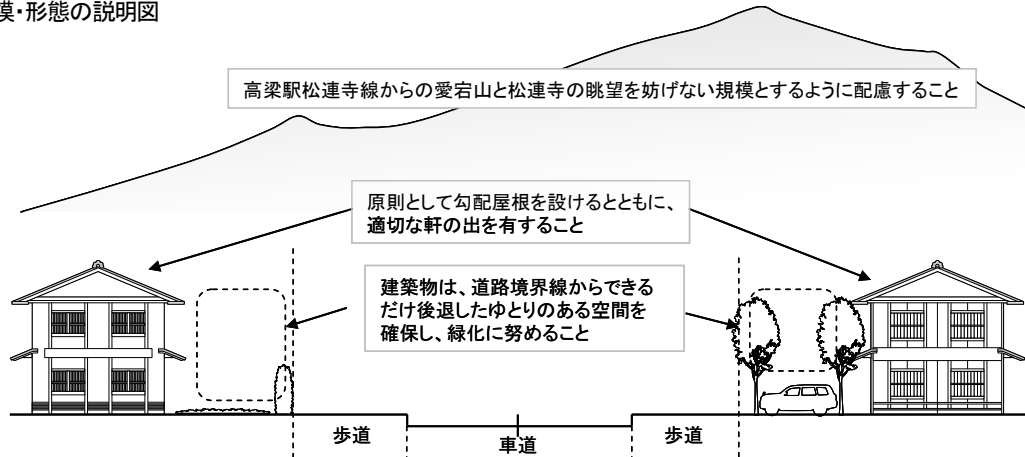 模・形態の説明図
高梁駅松連寺線からの愛宕山と松連寺の眺望を妨げない規模とするように配慮すること
原則として勾配屋根を設けるとともに、
適切な軒の出を有すること
建築物は、道路境界線からできる
だけ後退したゆとりのある空間を
確保し、緑化に努めること
歩道
車道
歩道